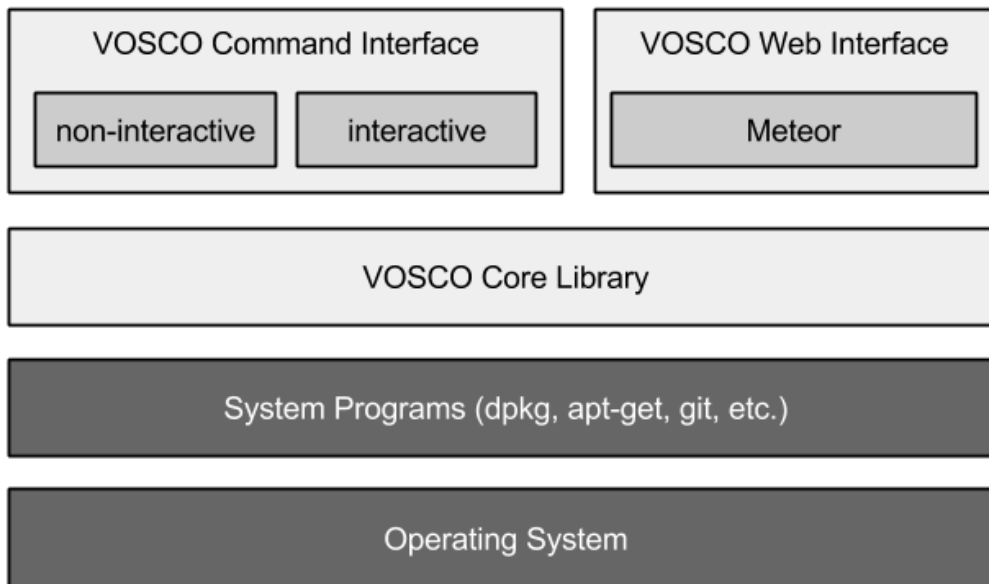 VOSCO Command Interface
VOSCO Web Interface
non-interactive
interactive
Meteor
VOSCO Core Library
System Programs (dpkg, apt-get, git, etc.)
Operating System